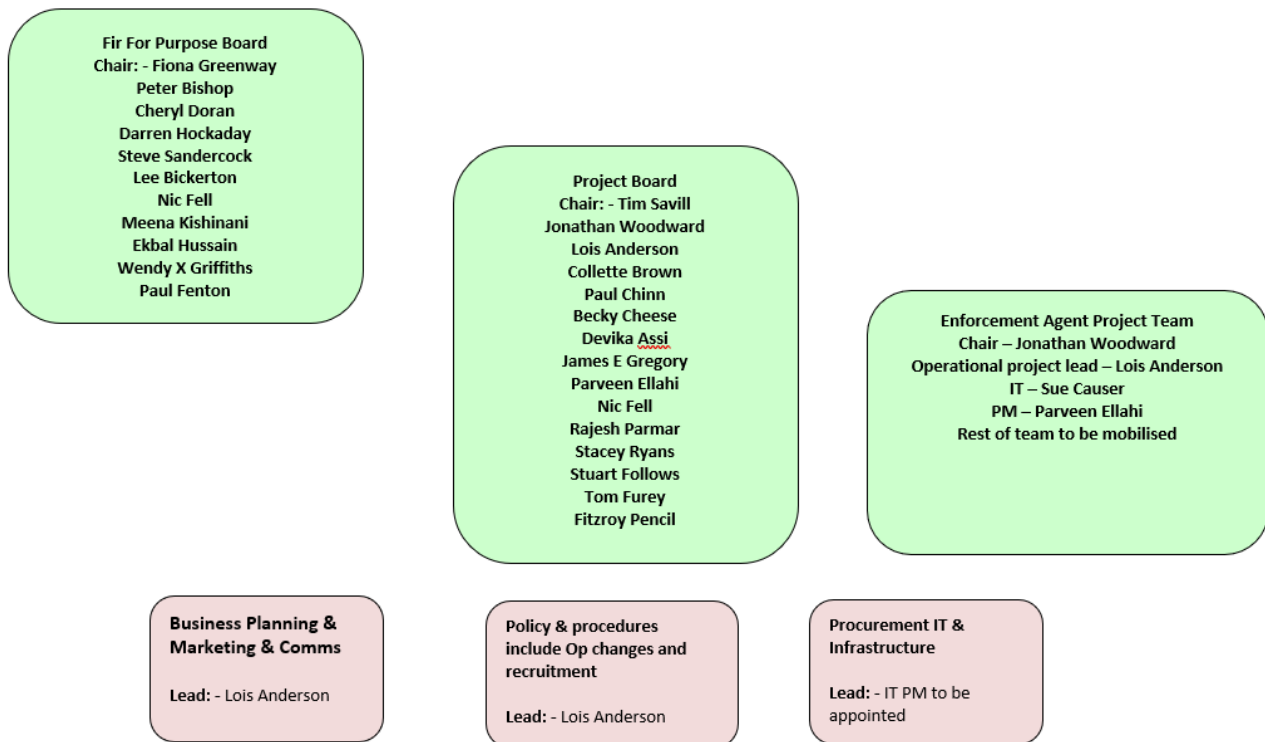 Fir For Purpose Board
Chair: - Fiona Greenway
Peter Bishop
Cheryl Doran
Darren Hockaday
Steve Sandercock
Lee Bickerton
Nic Fell
Meena Kishinani
Ekbal Hussain
Wendy X Griffiths
Paul Fenton
Project Board
Chair: - Tim Savill
Jonathan Woodward
Lois Anderson
Collette Brown
Paul Chinn
Becky Cheese
Devika Assi
James E Gregory
Parveen Ellahi
Nic Fell
Rajesh Parmar
Stacey Ryans
Stuart Follows
Tom Furey
Fitzroy Pencil
Enforcement Agent Project Team
Chair – Jonathan Woodward
Operational project lead – Lois Anderson
IT – Sue Causer
PM – Parveen Ellahi
Rest of team to be mobilised
Business Planning &
Marketing & Comms
Lead: - Lois Anderson
Policy & procedures
include Op changes and
recruitment
Lead: - Lois Anderson
Procurement IT &
Infrastructure
Lead: - IT PM to be
appointed